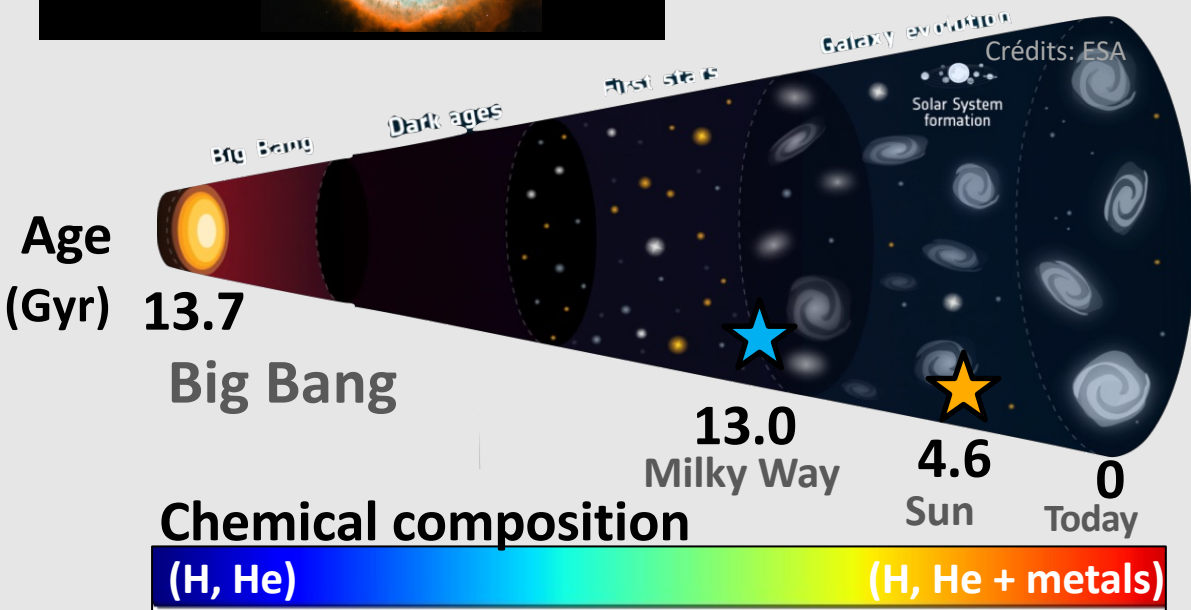 Galaxy evolution
Crédits: ESA
First stars
Solar System
formation
Dark ages
Big Bang
Age
(Gyr)
13.7
Big Bang
13.0
Milky Way
4.6
Sun
0
Today
Chemical composition
(H, He)
(H, He + metals)